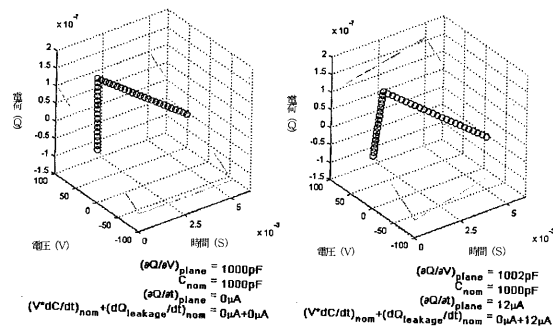 x 10⁻⁷
2
1.5
1
0.5
0
-0.5
-1
-1.5
100
50
0
-50
-100
0
2.5
5
x 10⁻³
電荷 (Q)
電圧 (V)
時間 (S)
(∂Q/∂V)plane = 1000pF
Cnom = 1000pF
(∂Q/∂t)plane = 0μA
(V*dC/dt)nom+(dQleakage/dt)nom = 0μA+0μA
x 10⁻⁷
2
1.5
1
0.5
0
-0.5
-1
-1.5
100
50
0
-50
-100
0
2.5
5
x 10⁻³
電荷 (Q)
電圧 (V)
時間 (S)
(∂Q/∂V)plane = 1002pF
Cnom = 1000pF
(∂Q/∂t)plane = 12μA
(V*dC/dt)nom+(dQleakage/dt)nom = 0μA+12μA